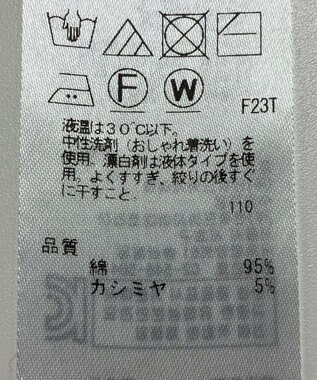 F W
F23T
液温は30℃以下。
中性洗剤（おしゃれ着洗い）を
使用，漂白剤は液体タイプを使
用，よくすすぎ，絞りの後すぐ
に干すこと．
110
品質
綿 95%
カシミヤ 5%